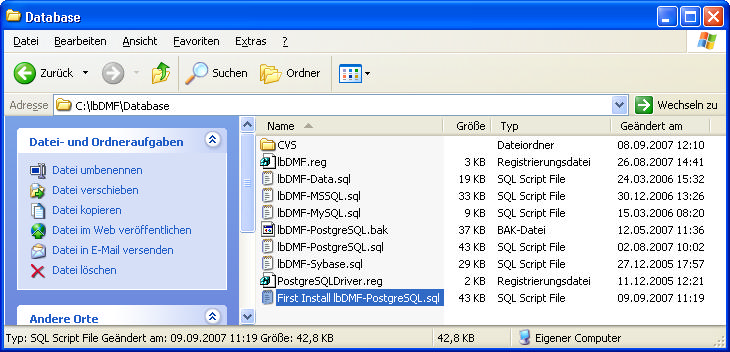 Database
Datei Bearbeiten Ansicht Favoriten Extras ?
Zurück Suchen Ordner
Adresse C:\lbDMF\Database Wechseln zu
Datei- und Ordneraufgaben
Datei umbenennen
Datei verschieben
Datei kopieren
Datei im Web veröffentlichen
Datei in E-Mail versenden
Datei löschen
Andere Orte
Name Größe Typ Geändert am
CVS Dateiordner 08.09.2007 12:10
lbDMF.reg 3 KB Registrierungsdatei 26.08.2007 14:41
lbDMF-Data.sql 19 KB SQL Script File 24.03.2006 15:32
lbDMF-MSSQL.sql 33 KB SQL Script File 30.12.2006 13:26
lbDMF-MySQL.sql 9 KB SQL Script File 15.03.2006 08:20
lbDMF-PostgreSQL.bak 37 KB BAK-Datei 12.05.2007 11:36
lbDMF-PostgreSQL.sql 43 KB SQL Script File 02.08.2007 10:02
lbDMF-Sybase.sql 29 KB SQL Script File 27.12.2005 17:57
PostgreSQLDriver.reg 2 KB Registrierungsdatei 11.12.2005 12:21
First Install lbDMF-PostgreSQL.sql 43 KB SQL Script File 09.09.2007 11:19
Typ: SQL Script File Geändert am: 09.09.2007 11:19 Größe: 42,8 KB 42,8 KB Eigener Computer